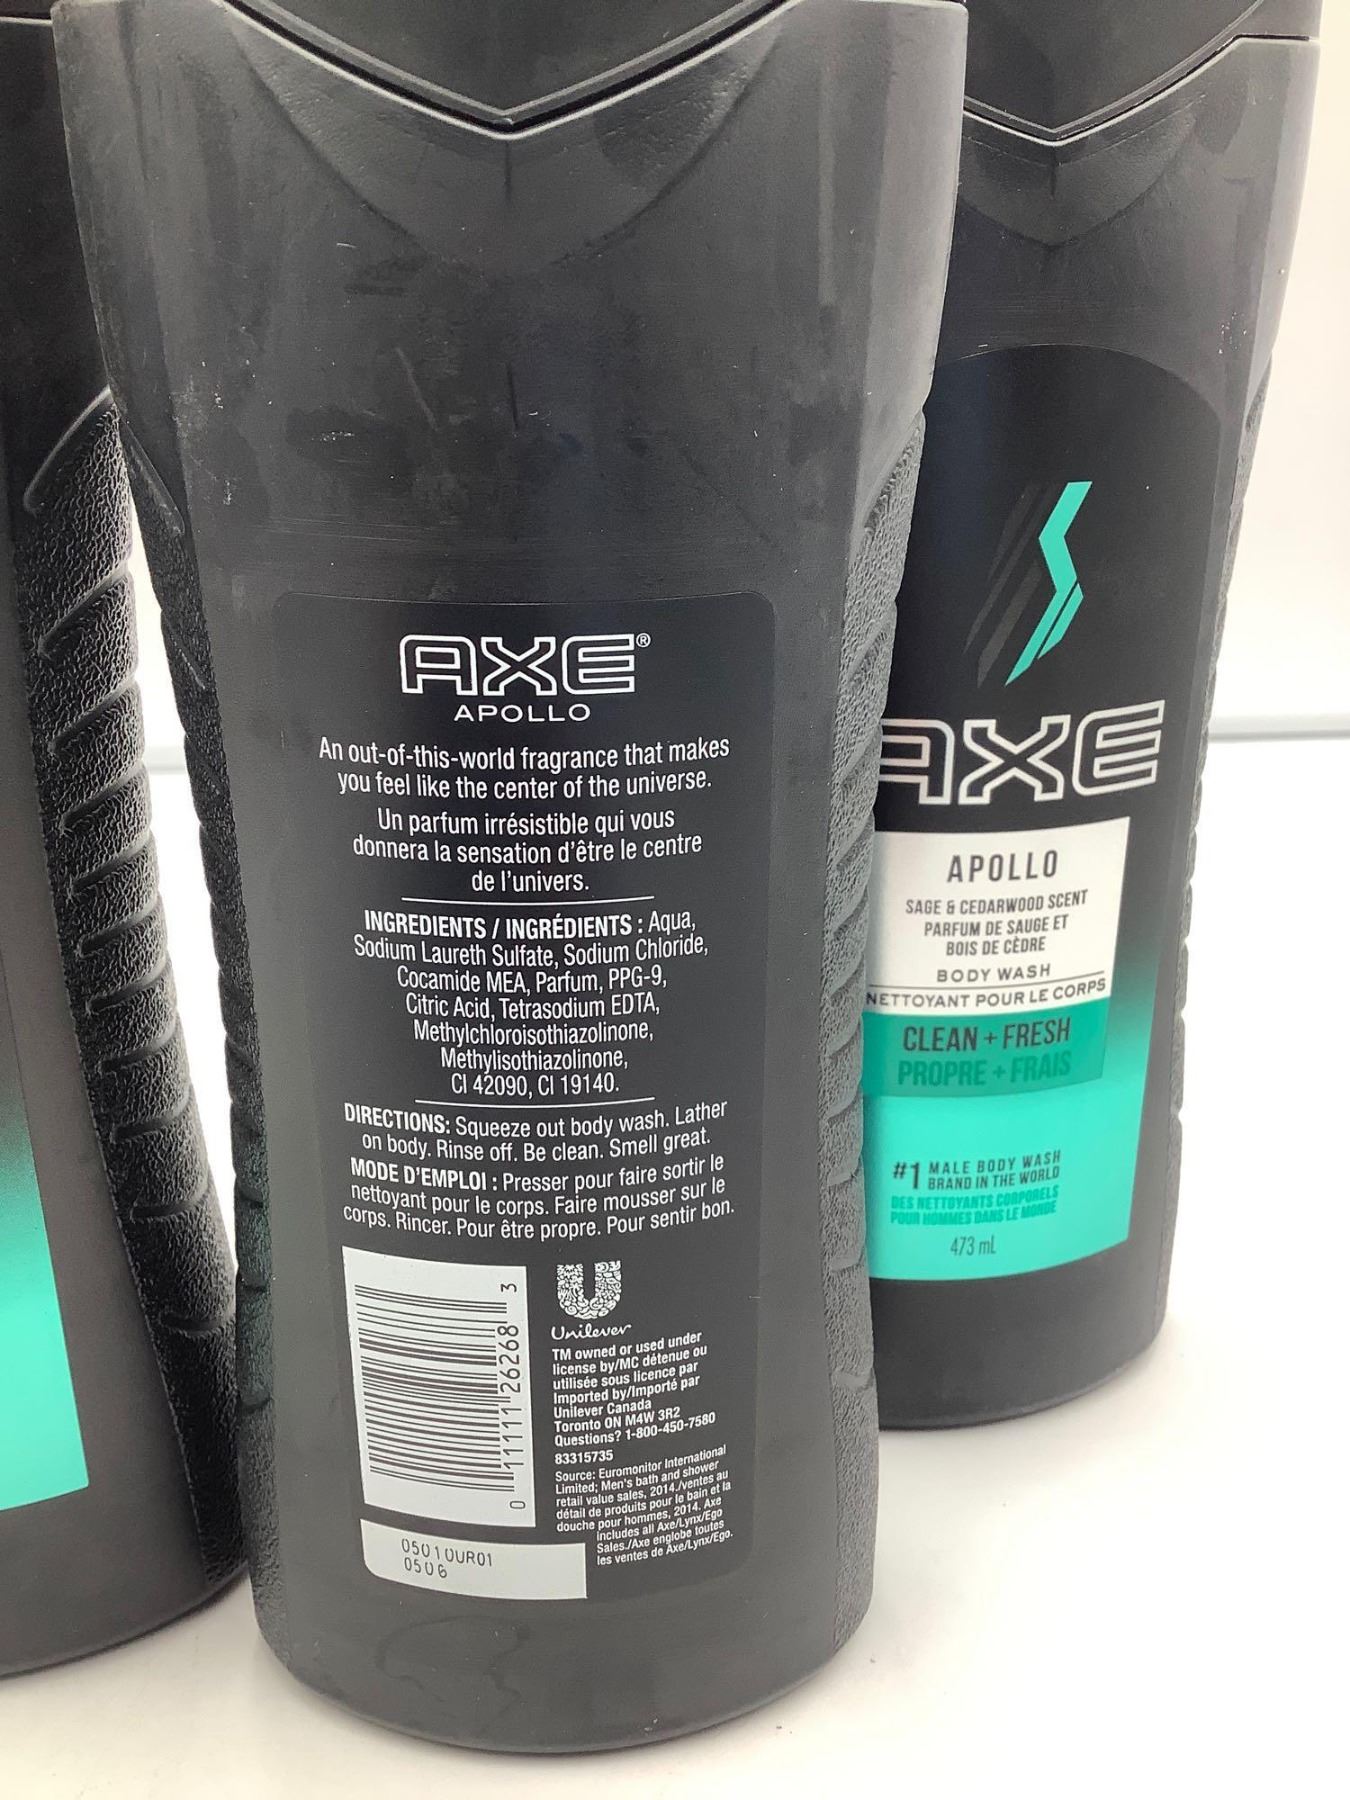 AXE®
APOLLO
An out-of-this-world fragrance that makes
you feel like the center of the universe.
Un parfum irrésistible qui vous
donnera la sensation d'être le centre
de l'univers.
INGREDIENTS / INGRÉDIENTS : Aqua,
Sodium Laureth Sulfate, Sodium Chloride,
Cocamide MEA, Parfum, PPG-9,
Citric Acid, Tetrasodium EDTA,
Methylchloroisothiazolinone,
Methylisothiazolinone,
CI 42090, CI 19140.
DIRECTIONS: Squeeze out body wash. Lather
on body. Rinse off. Be clean. Smell great.
MODE D'EMPLOI : Presser pour faire sortir le
nettoyant pour le corps. Faire mousser sur le
corps. Rincer. Pour être propre. Pour sentir bon.
0 11111 26268 3
Unilever
TM owned or used under
license by/MC détenue ou
utilisée sous licence par
Imported by/Importé par
Unilever Canada
Toronto ON M4W 3R2
Questions? 1-800-450-7580
83315735
Source: Euromonitor International
Limited; Men's bath and shower
retail value sales, 2014./ventes au
détail de produits pour le bain et la
douche pour hommes, 2014. Axe
includes all Axe/Lynx/Ego
Sales./Axe englobe toutes
les ventes de Axe/Lynx/Ego.
05010UR01
0506
AXE
APOLLO
SAGE & CEDARWOOD SCENT
PARFUM DE SAUGE ET
BOIS DE CÈDRE
BODY WASH
NETTOYANT POUR LE CORPS
CLEAN + FRESH
PROPRE + FRAIS
#1 MALE BODY WASH
BRAND IN THE WORLD
DES NETTOYANTS CORPORELS
POUR HOMMES DANS LE MONDE
473 mL